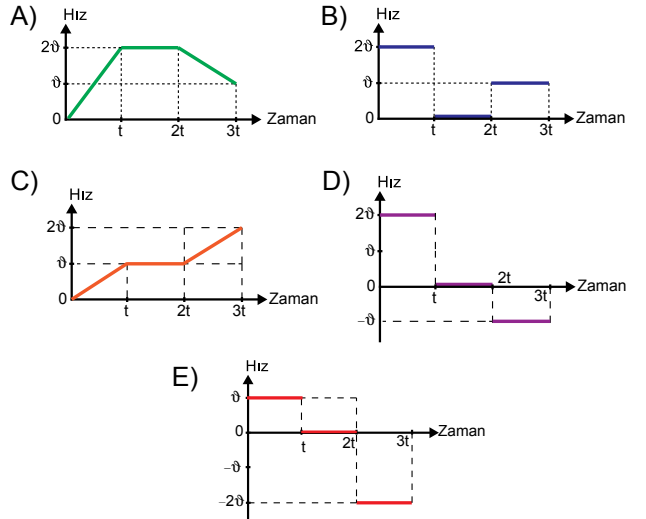 A)
Hız
2ϑ
ϑ
0
t
2t
3t
Zaman
B)
Hız
2ϑ
ϑ
0
t
2t
3t
Zaman
C)
Hız
2ϑ
ϑ
0
t
2t
3t
Zaman
D)
Hız
2ϑ
ϑ
0
–ϑ
t
2t
3t
Zaman
E)
Hız
ϑ
0
–ϑ
–2ϑ
t
2t
3t
Zaman